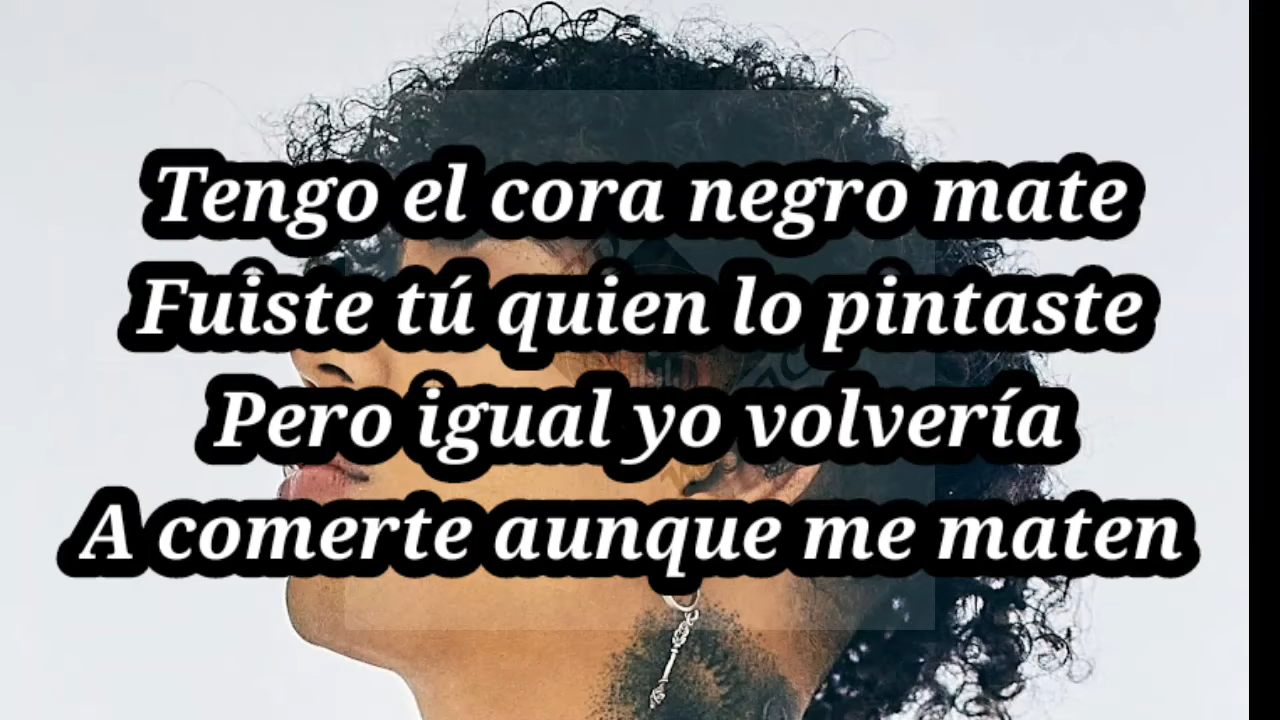 Tengo el cora negro mate
Fuiste tú quien lo pintaste
Pero igual yo volvería
A comerte aunque me maten